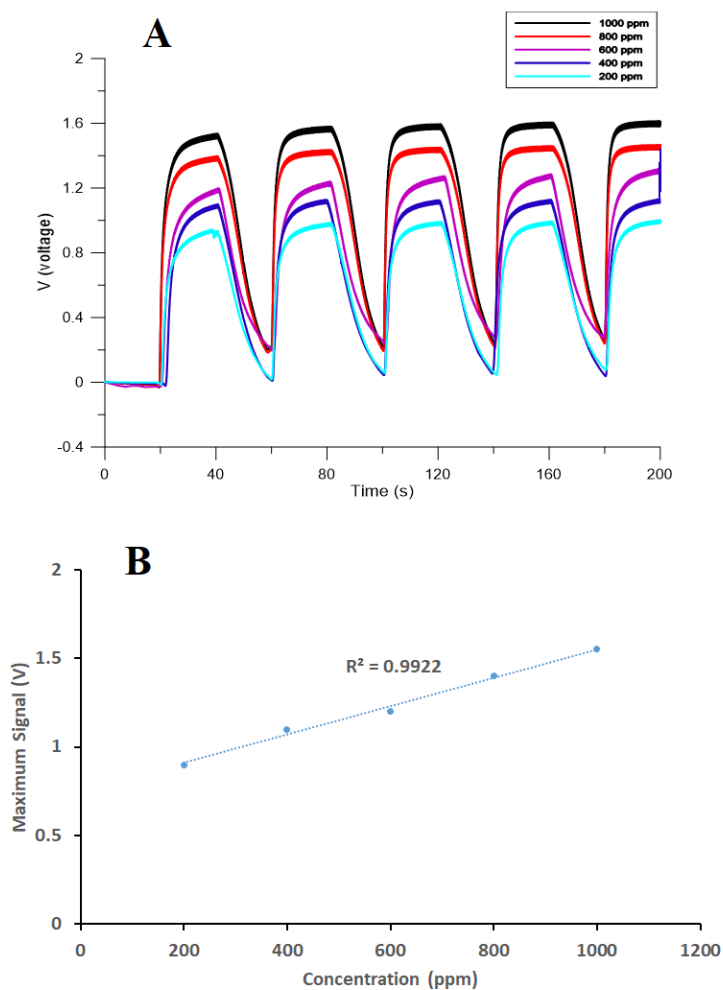 A
1000 ppm
800 ppm
600 ppm
400 ppm
200 ppm
2
1.6
1.2
0.8
0.4
0
-0.4
V (voltage)
0 40 80 120 160 200
Time (s)
B
2
1.5
1
0.5
0
Maximum Signal (V)
R² = 0.9922
0 200 400 600 800 1000 1200
Concentration (ppm)